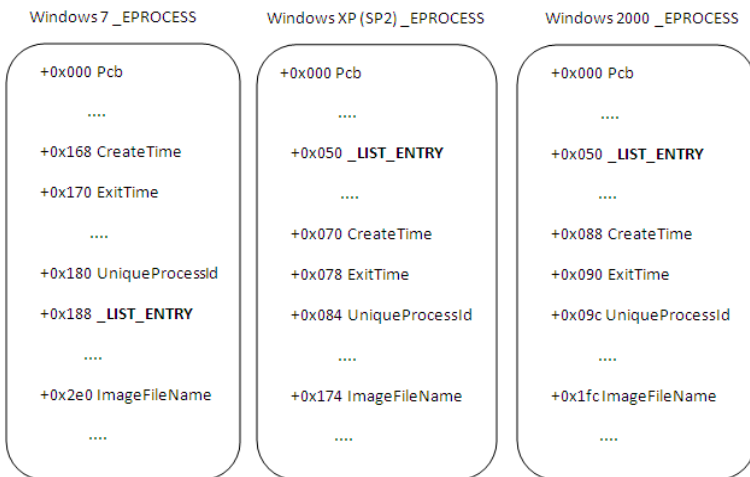 Windows 7 _EPROCESS
+0x000 Pcb
....
+0x168 CreateTime
+0x170 ExitTime
....
+0x180 UniqueProcessId
+0x188 _LIST_ENTRY
....
+0x2e0 ImageFileName
....
Windows XP (SP2) _EPROCESS
+0x000 Pcb
....
+0x050 _LIST_ENTRY
....
+0x070 CreateTime
+0x078 ExitTime
+0x084 UniqueProcessId
....
+0x174 ImageFileName
....
Windows 2000 _EPROCESS
+0x000 Pcb
....
+0x050 _LIST_ENTRY
....
+0x088 CreateTime
+0x090 ExitTime
+0x09c UniqueProcessId
....
+0x1fc ImageFileName
....